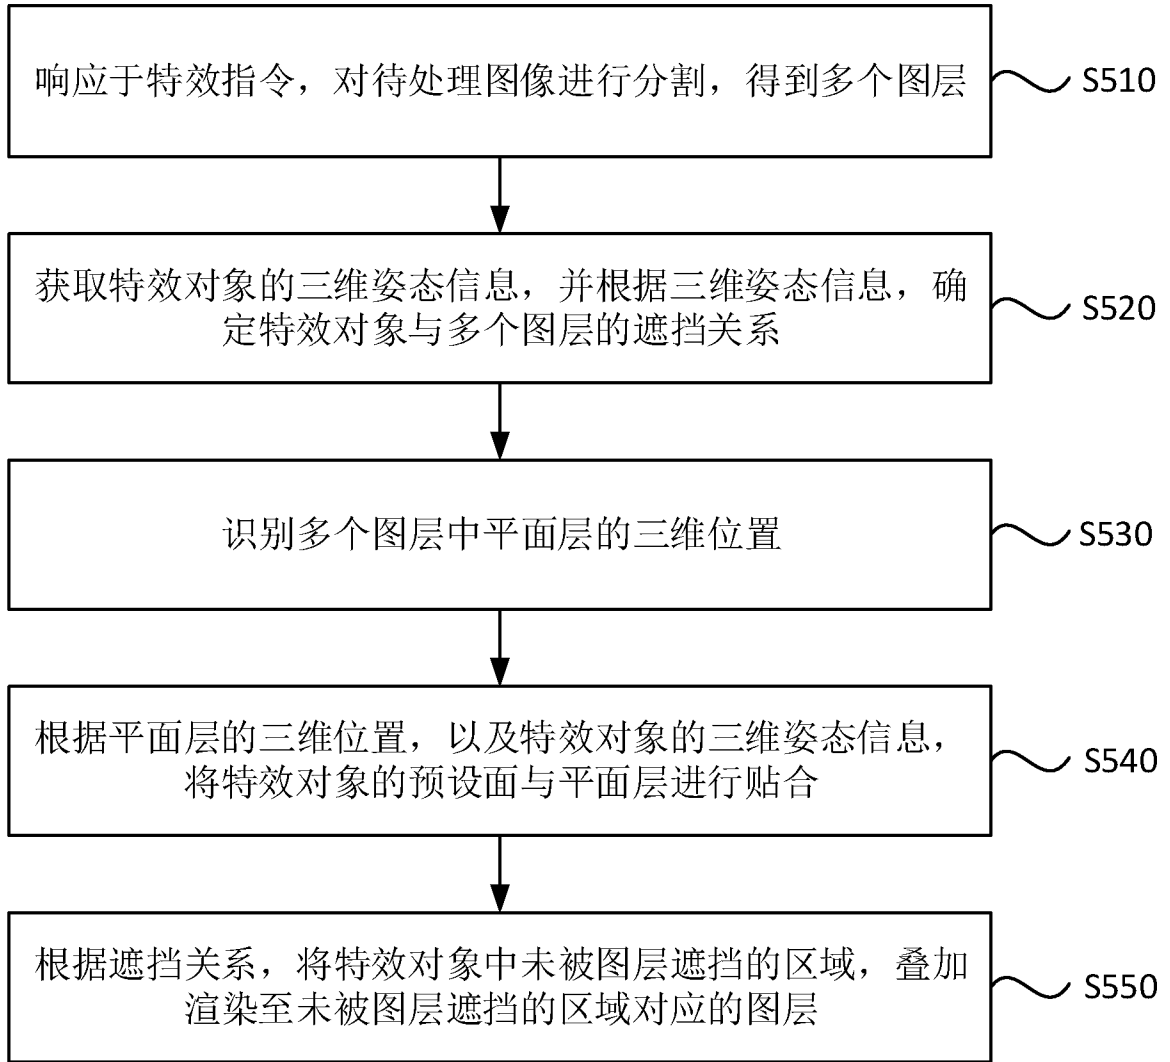 响应于特效指令，对待处理图像进行分割，得到多个图层
S510
获取特效对象的三维姿态信息，并根据三维姿态信息，确
定特效对象与多个图层的遮挡关系
S520
识别多个图层中平面层的三维位置
S530
根据平面层的三维位置，以及特效对象的三维姿态信息，
将特效对象的预设面与平面层进行贴合
S540
根据遮挡关系，将特效对象中未被图层遮挡的区域，叠加
渲染至未被图层遮挡的区域对应的图层
S550